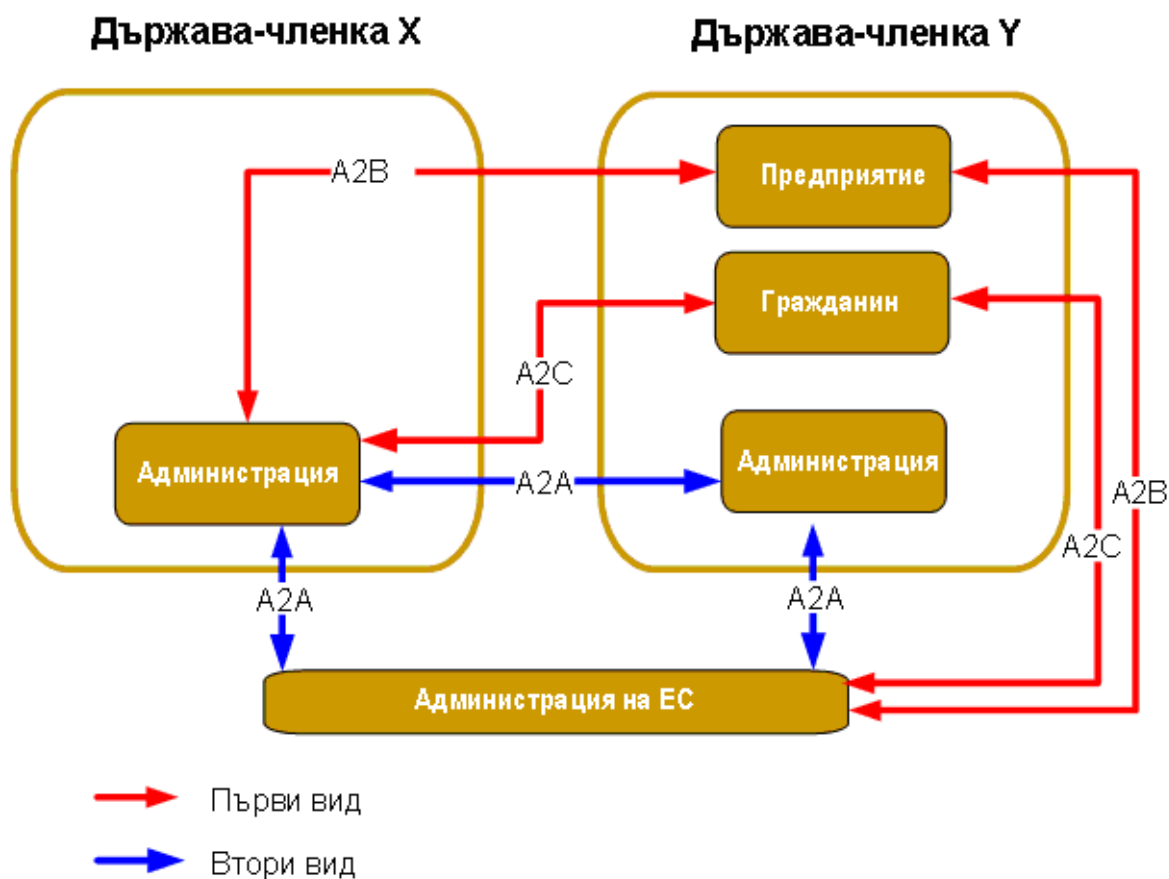 Държава-членка X
Държава-членка Y
A2B
Предприятие
Гражданин
A2C
Администрация
A2A
Администрация
A2B
A2C
A2A
A2A
Администрация на ЕС
Първи вид
Втори вид